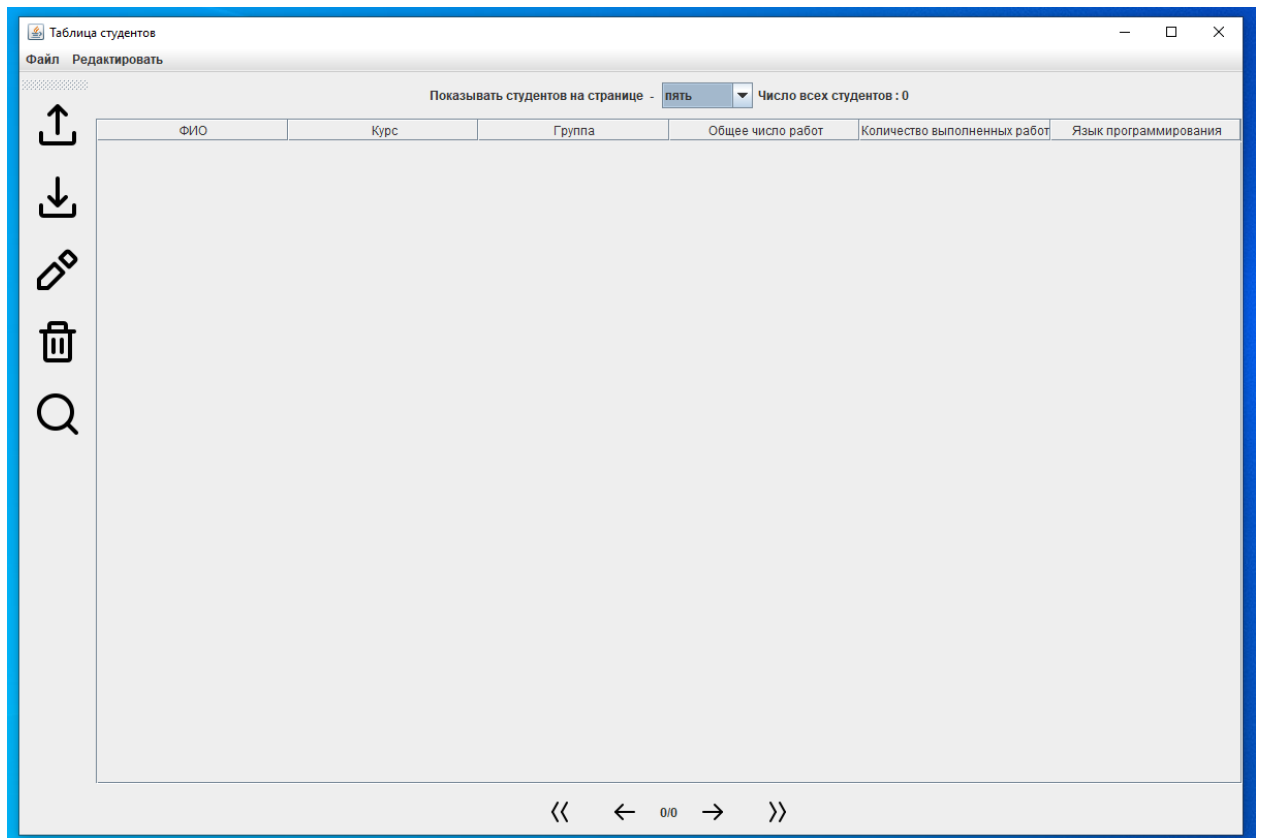 Таблица студентов
Файл Редактировать
Показывать студентов на странице - пять Число всех студентов : 0
ФИО Курс Группа Общее число работ Количество выполненных работ Язык программирования
0/0